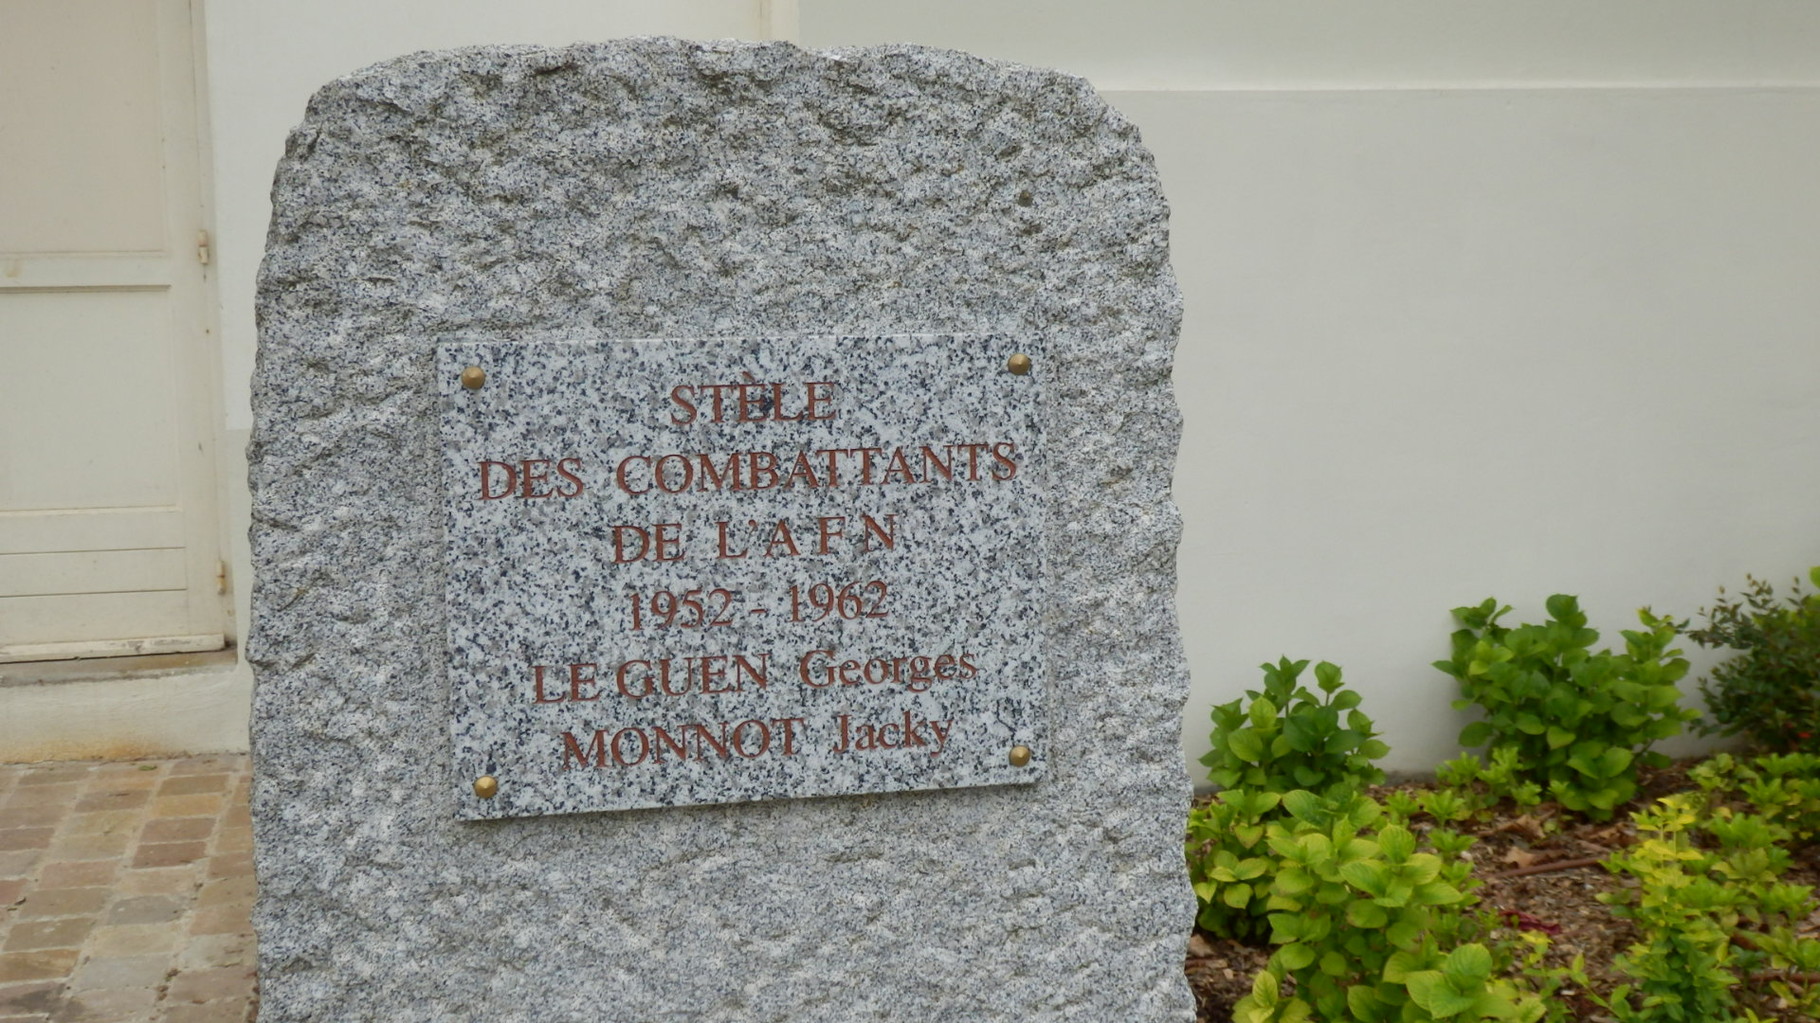 STÈLE
DES COMBATTANTS
DE L'A F N
1952 - 1962
LE GUEN Georges
MONNOT Jacky